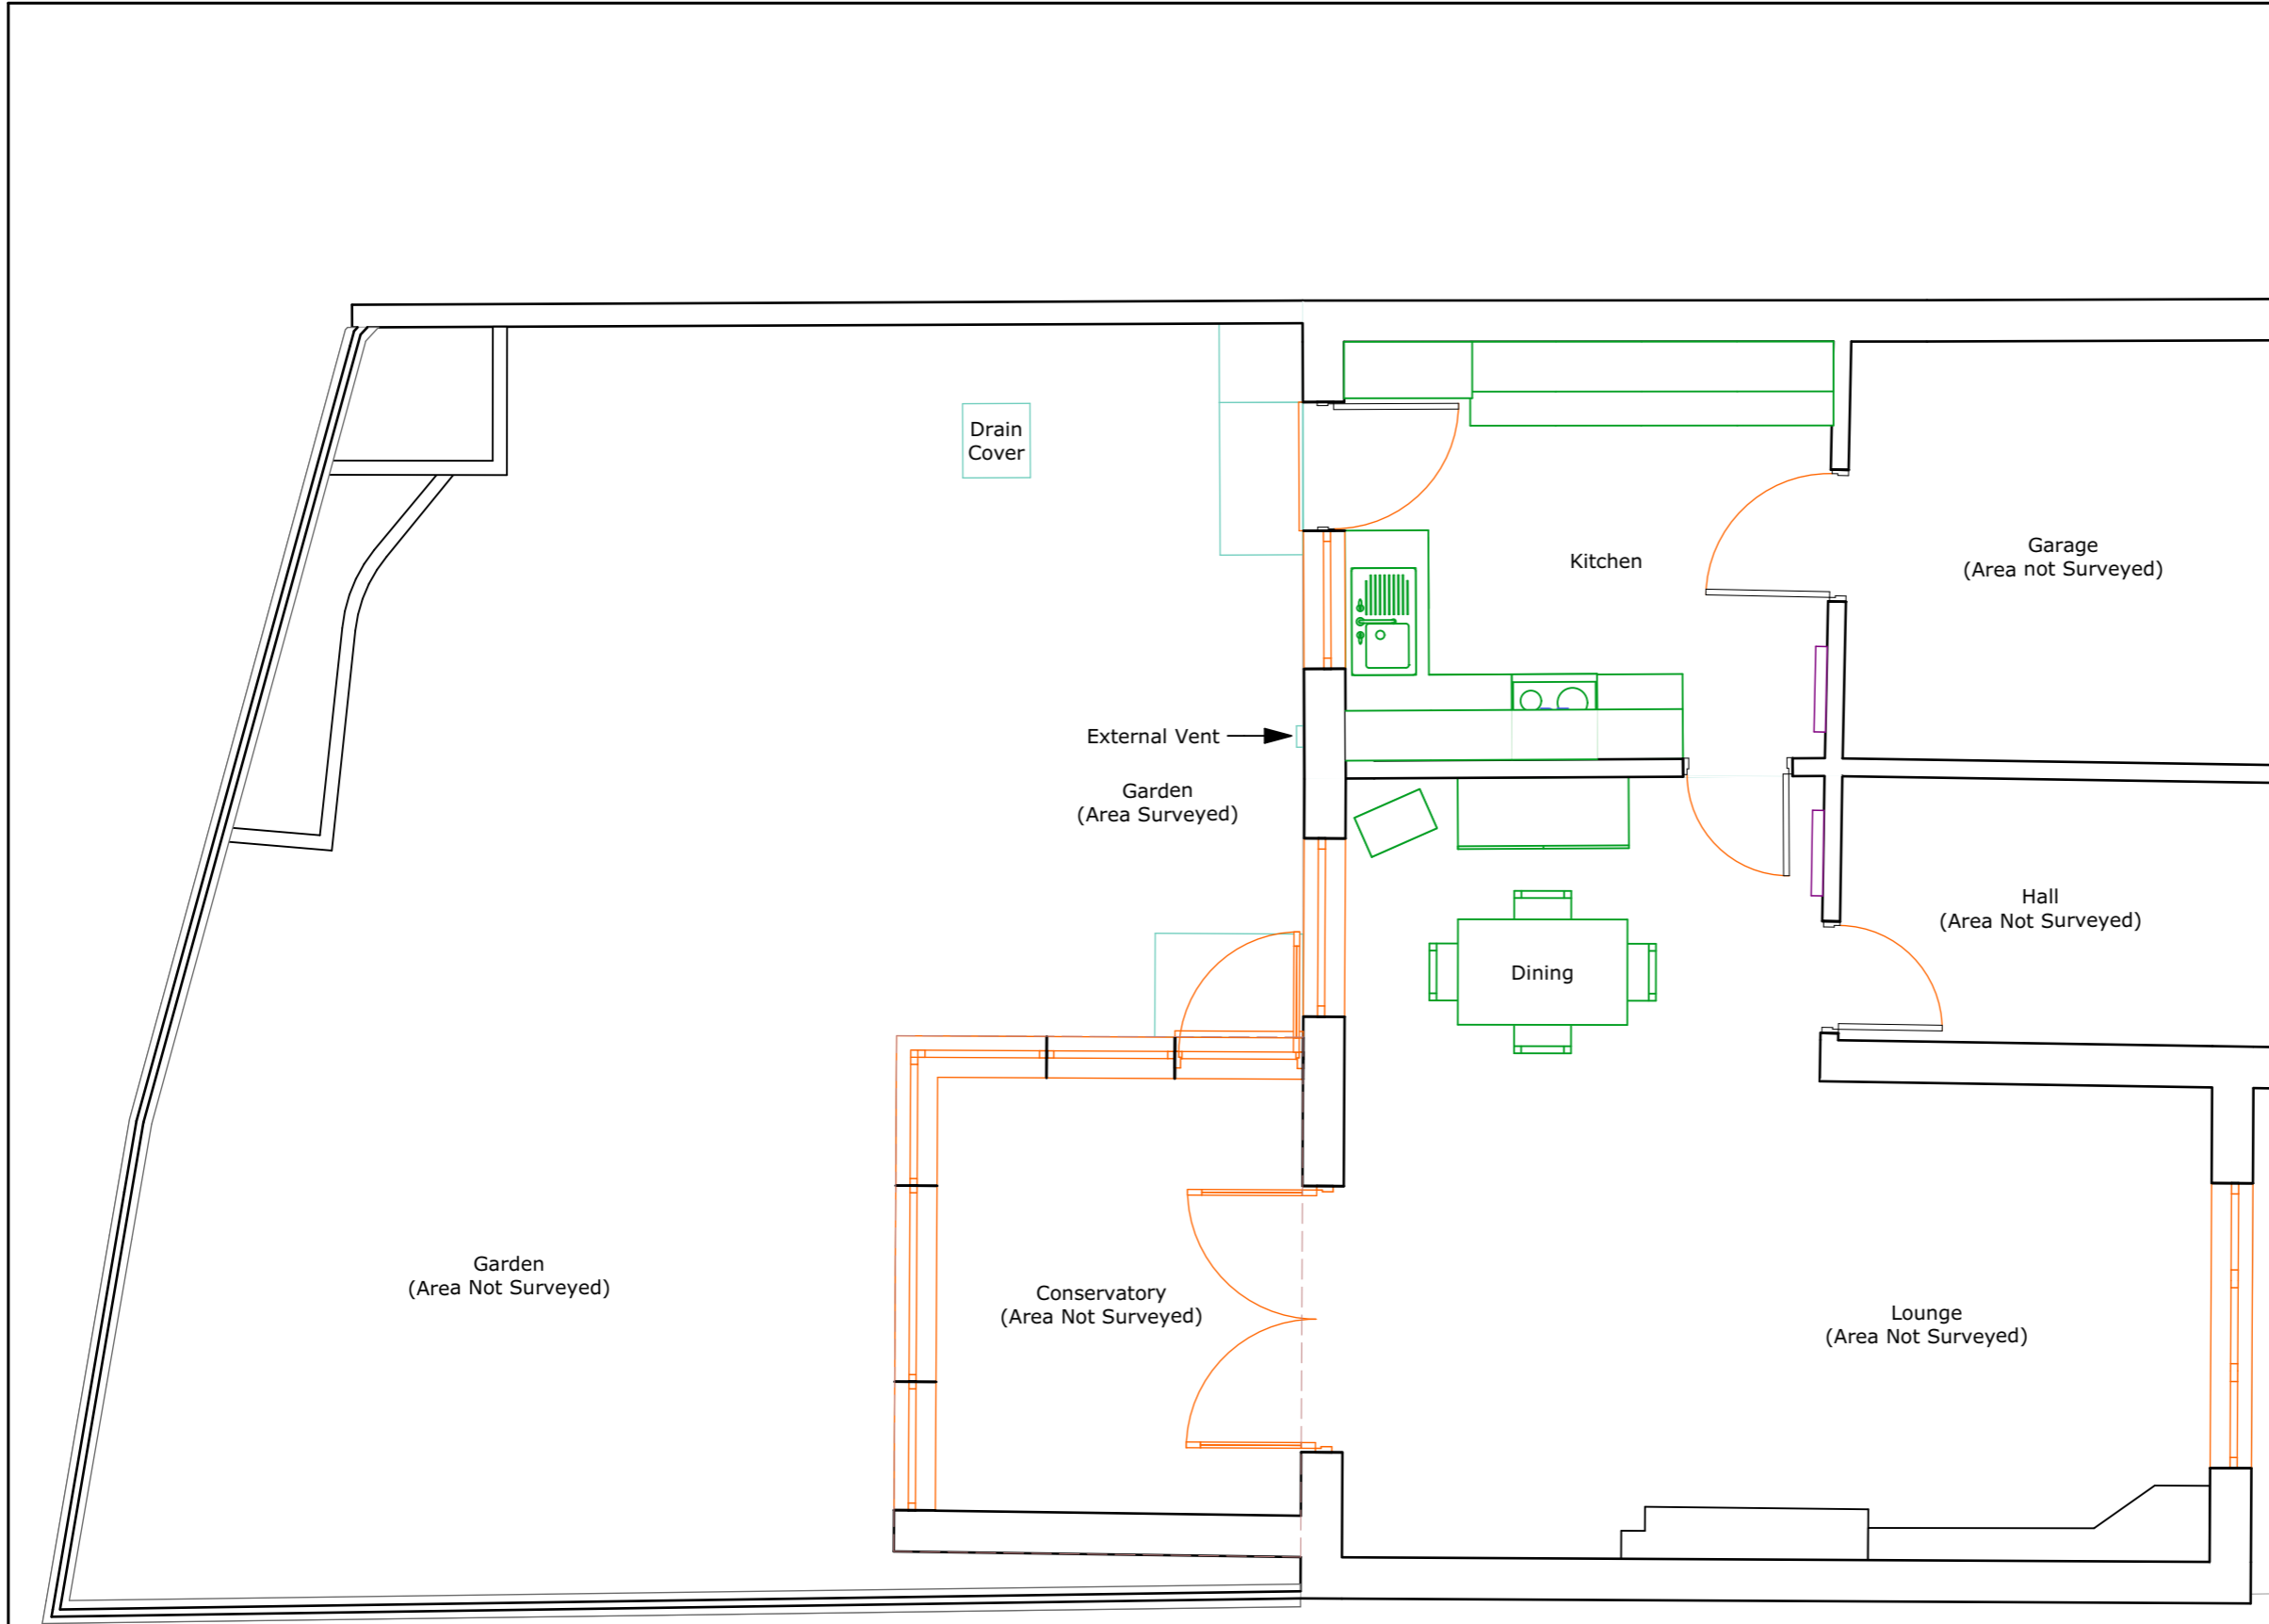 Drain
Cover
Kitchen
Garage
(Area not Surveyed)
External Vent
Garden
(Area Surveyed)
Hall
(Area Not Surveyed)
Dining
Garden
(Area Not Surveyed)
Conservatory
(Area Not Surveyed)
Lounge
(Area Not Surveyed)